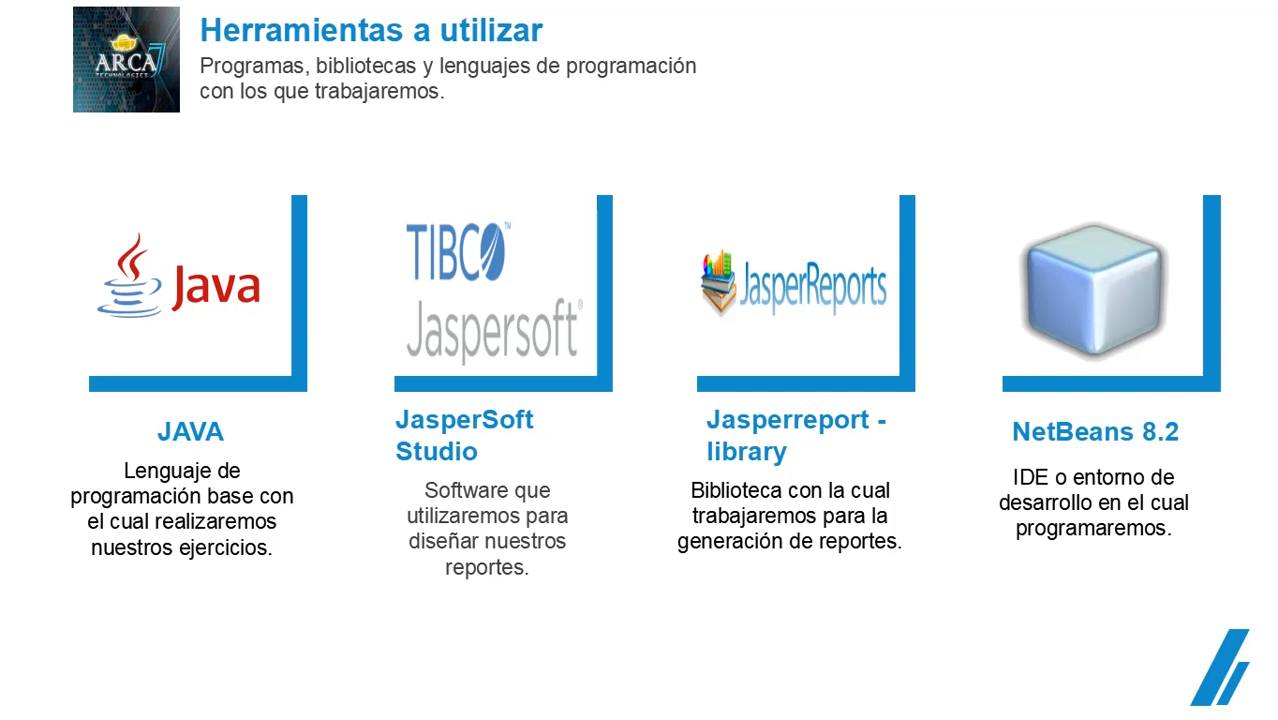 ARCA
TECHNOLOGIES
Herramientas a utilizar
Programas, bibliotecas y lenguajes de programación
con los que trabajaremos.
Java
TIBCO™
Jaspersoft®
JasperReports
JAVA
Lenguaje de
programación base con
el cual realizaremos
nuestros ejercicios.
JasperSoft
Studio
Software que
utilizaremos para
diseñar nuestros
reportes.
Jasperreport -
library
Biblioteca con la cual
trabajaremos para la
generación de reportes.
NetBeans 8.2
IDE o entorno de
desarrollo en el cual
programaremos.